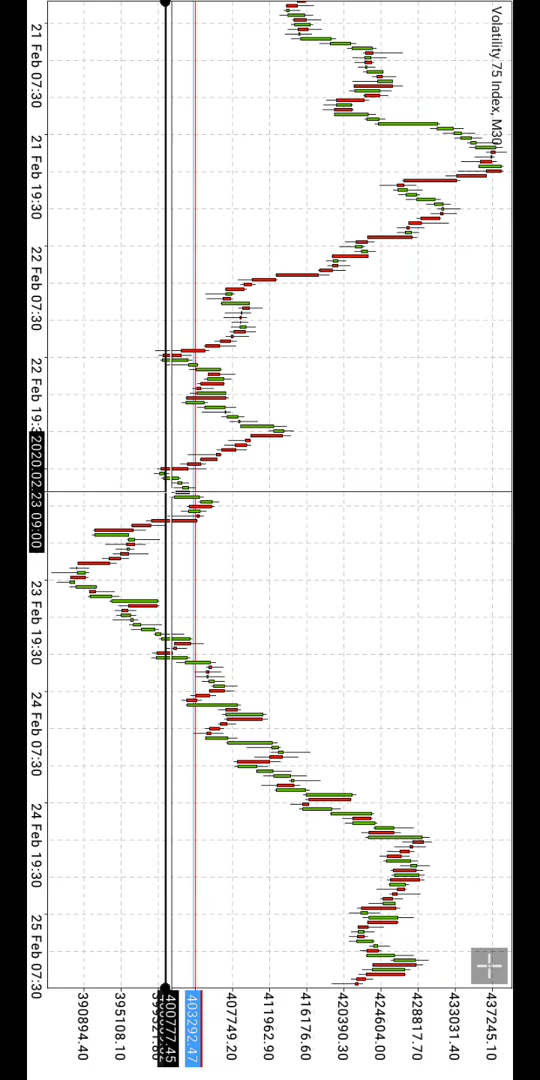 Volatility 75 Index, M30
437245.10
433031.40
428817.70
424604.00
420390.30
416176.60
411962.90
407749.20
403292.47
400777.45
395108.10
390894.40
21 Feb 07:30
21 Feb 19:30
22 Feb 07:30
22 Feb 19:3
2020.02.23 09:00
23 Feb 19:30
24 Feb 07:30
24 Feb 19:30
25 Feb 07:30